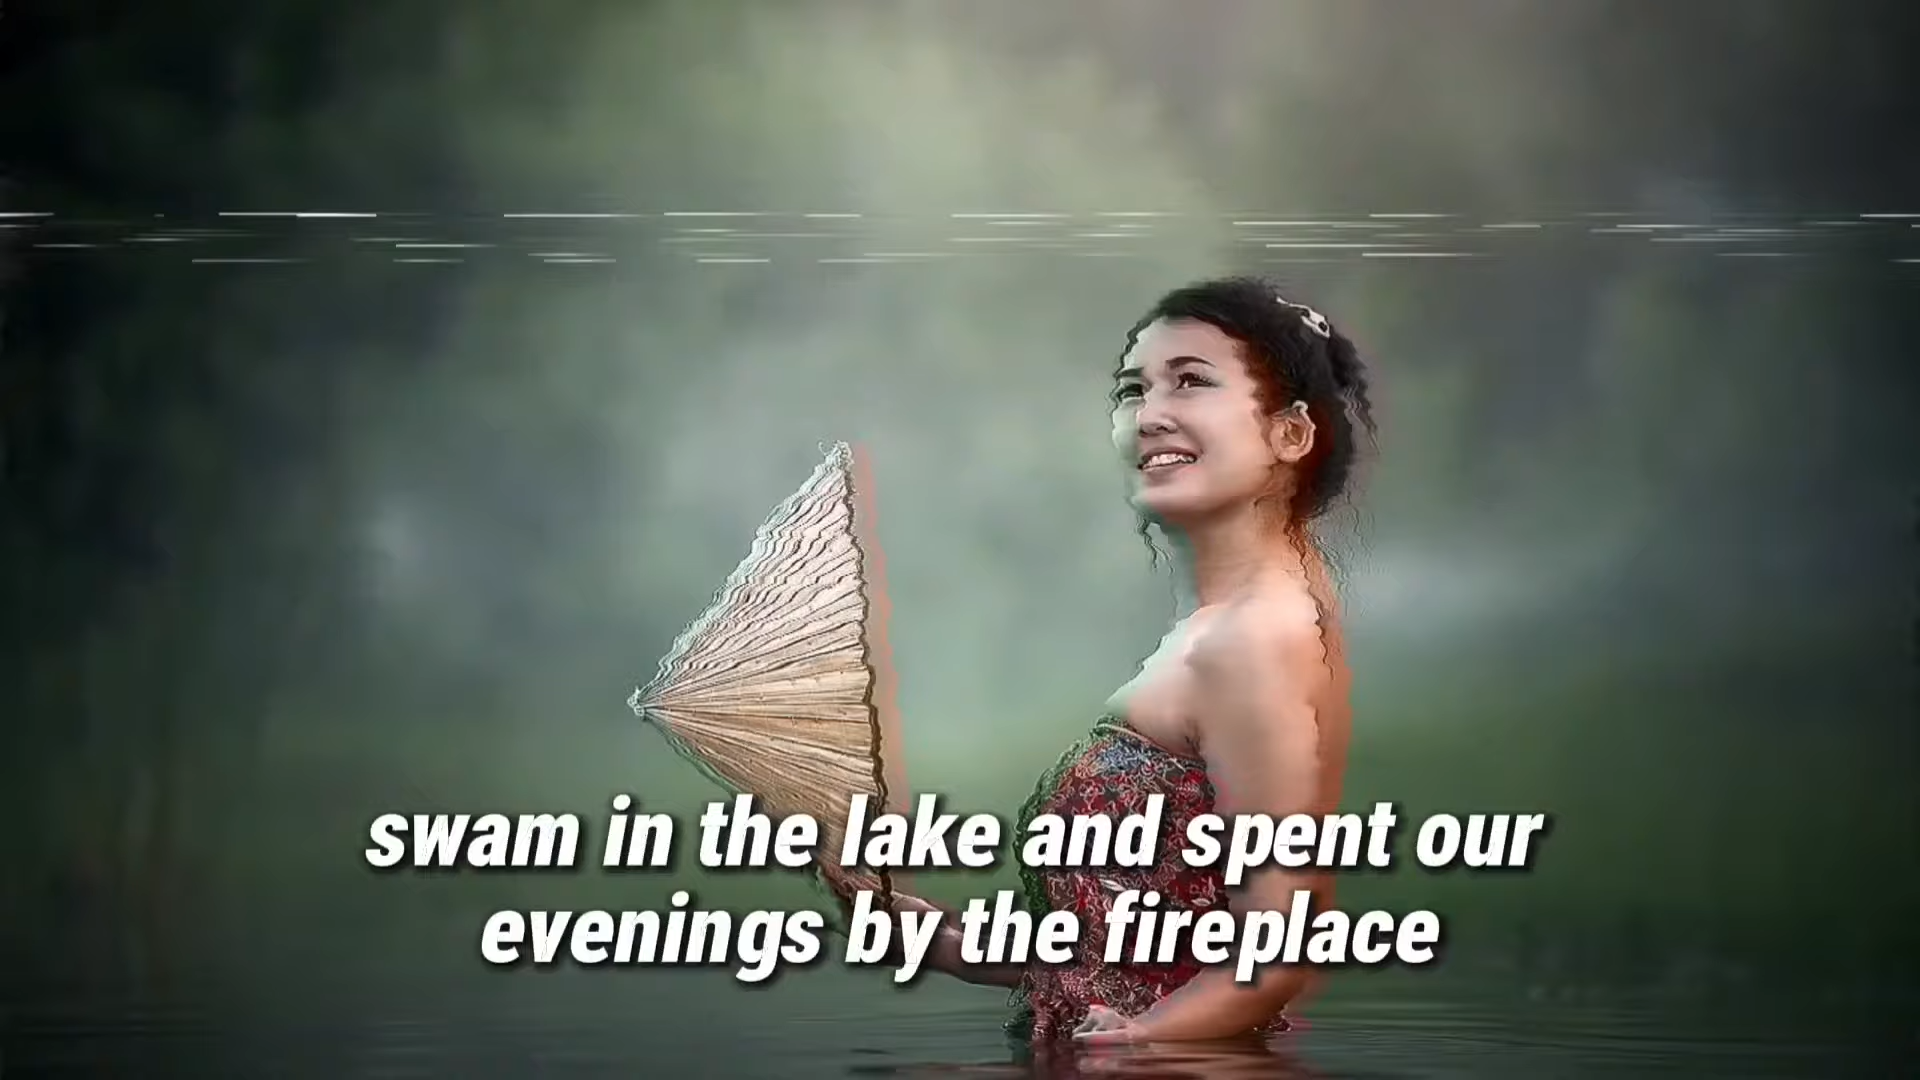 swam in the lake and spent our
evenings by the fireplace